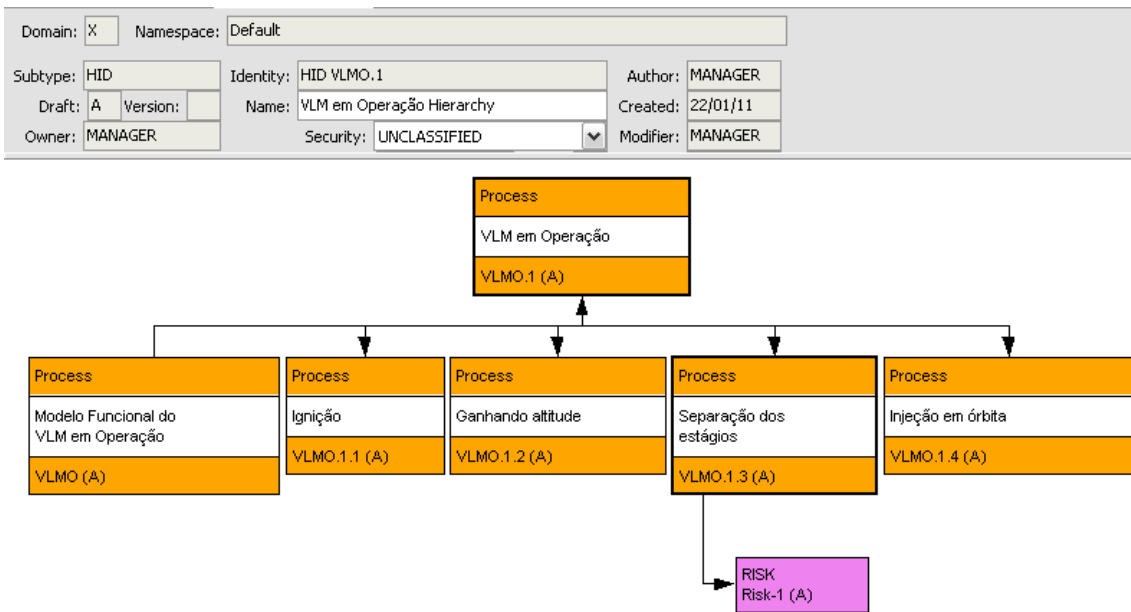 Domain: X Namespace: Default
Subtype: HID Identity: HID VLMO.1 Author: MANAGER
Draft: A Version: Name: VLM em Operação Hierarchy Created: 22/01/11
Owner: MANAGER Security: UNCLASSIFIED Modifier: MANAGER
Process
VLM em Operação
VLMO.1 (A)
Process
Modelo Funcional do
VLM em Operação
VLMO (A)
Process
Ignição
VLMO.1.1 (A)
Process
Ganhando altitude
VLMO.1.2 (A)
Process
Separação dos
estágios
VLMO.1.3 (A)
Process
Injeção em órbita
VLMO.1.4 (A)
RISK
Risk-1 (A)